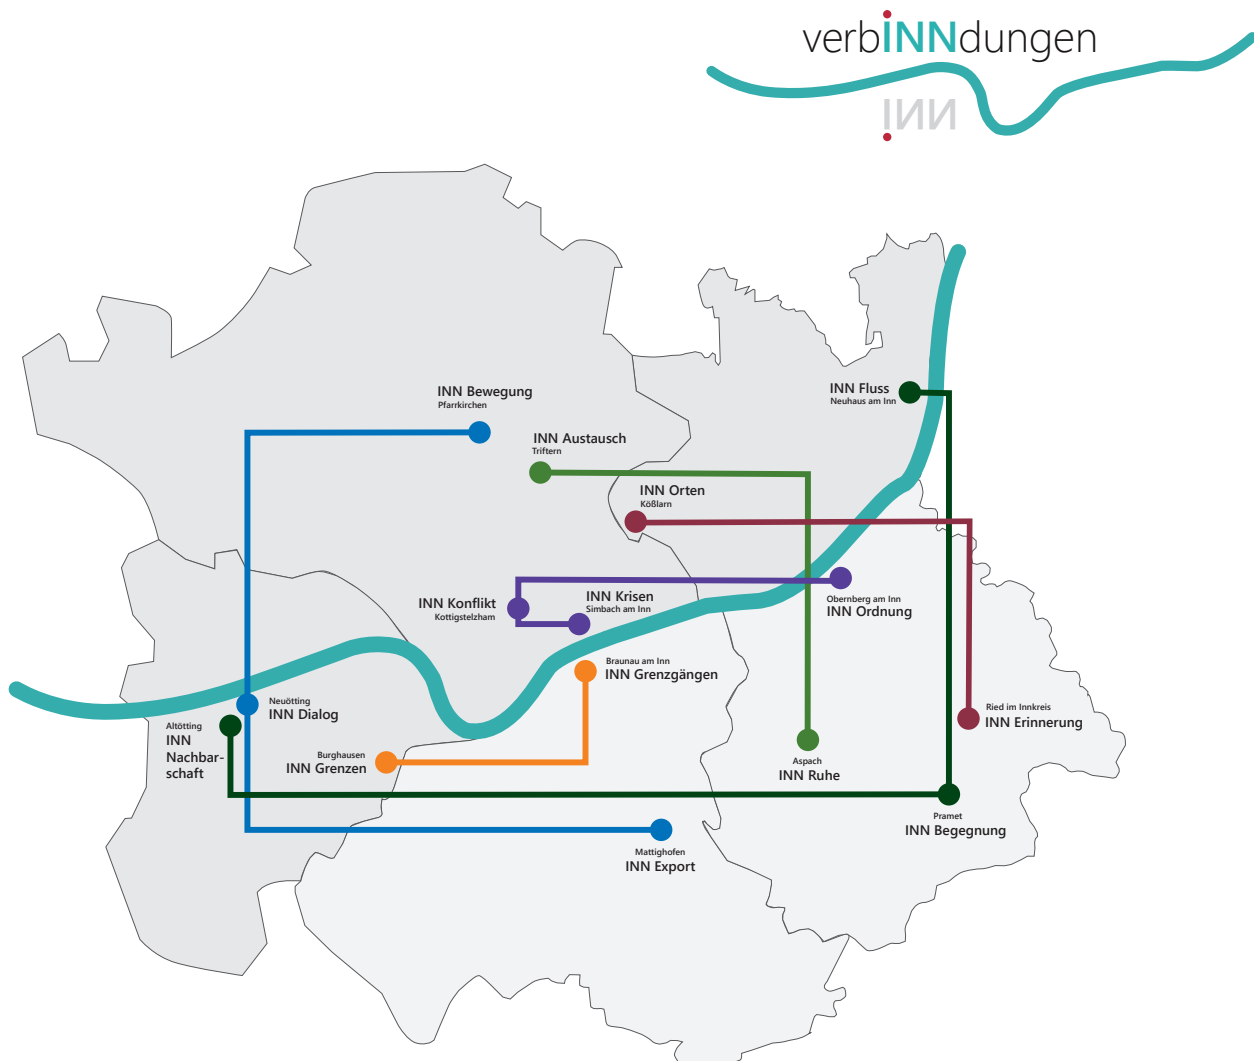 verbiNNdungen
iNN
INN Bewegung
Pfarrkirchen
INN Fluss
Neuhaus am Inn
INN Austausch
Triftern
INN Orten
Kößlarn
INN Konflikt
Kottigstelzham
INN Krisen
Simbach am Inn
Obernberg am Inn
INN Ordnung
Braunau am Inn
INN Grenzgängen
Neuötting
INN Dialog
Altötting
INN
Nachbar-
schaft
Burghausen
INN Grenzen
Ried im Innkreis
INN Erinnerung
Aspach
INN Ruhe
Pramet
INN Begegnung
Mattighofen
INN Export